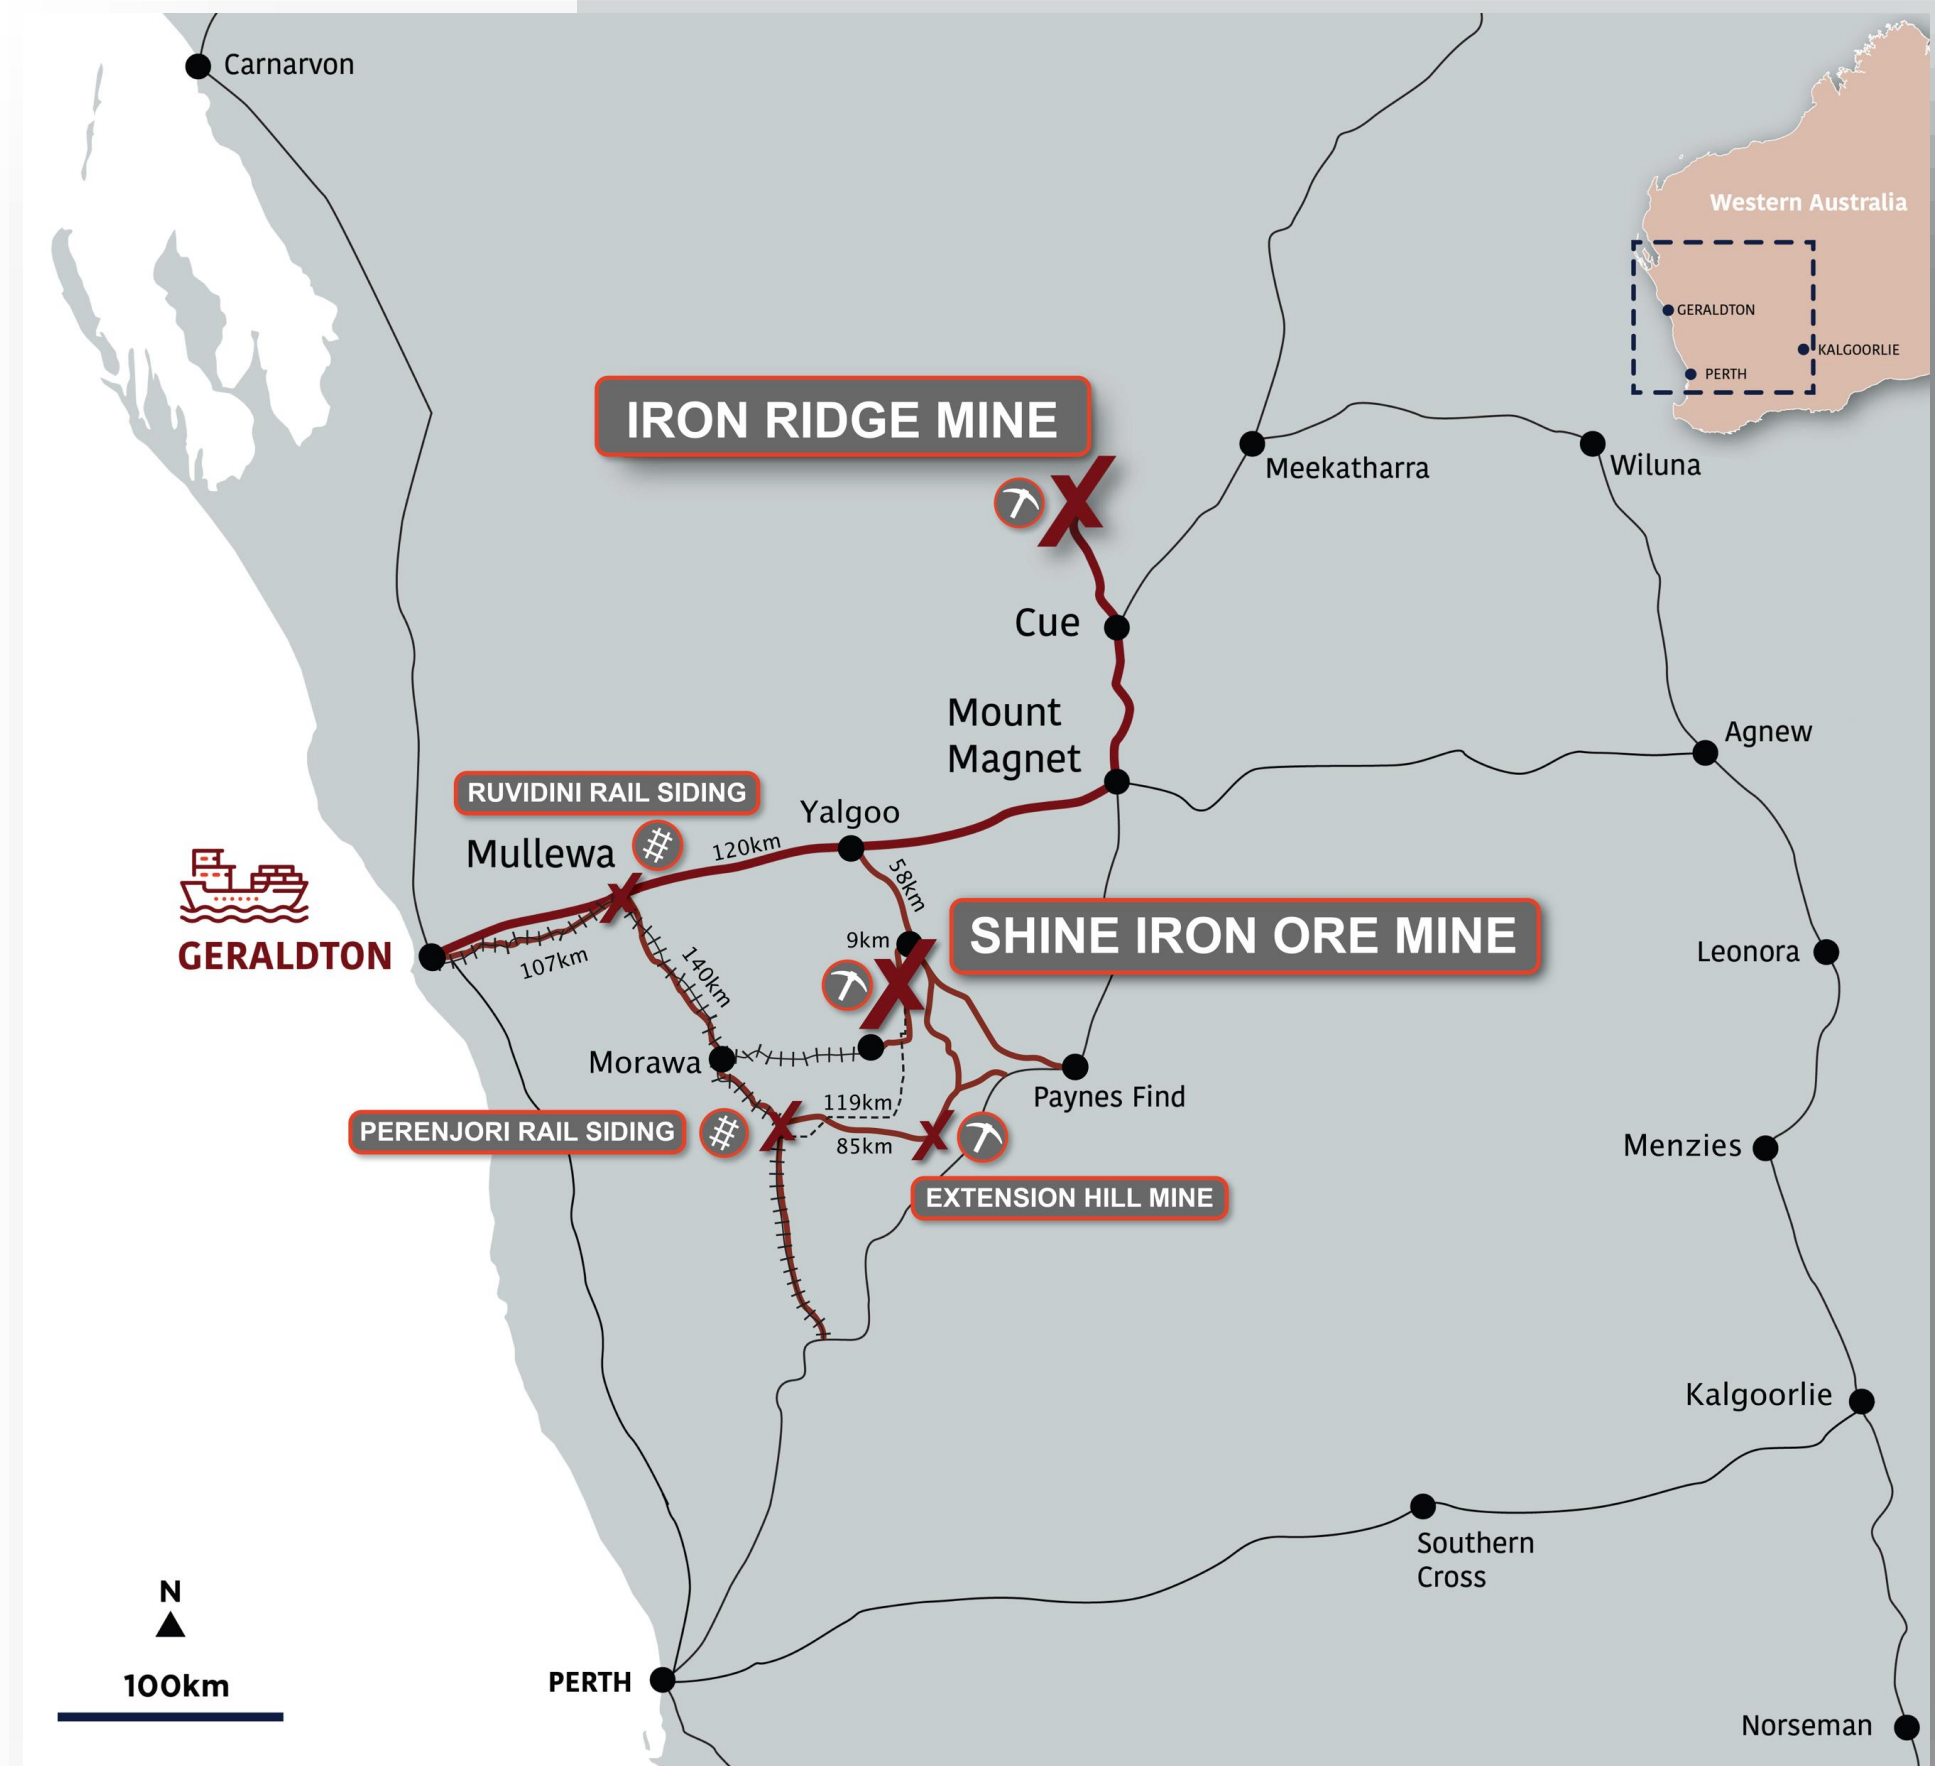 Carnarvon
Western Australia
GERALDTON
KALGOORLIE
PERTH
IRON RIDGE MINE
Meekatharra
Wiluna
Cue
Mount
Magnet
Agnew
RUVIDINI RAIL SIDING
Yalgoo
Mullewa
120km
58km
GERALDTON
107km
140km
9km
SHINE IRON ORE MINE
Leonora
Morawa
Paynes Find
119km
PERENJORI RAIL SIDING
85km
Menzies
EXTENSION HILL MINE
Kalgoorlie
Southern
Cross
N
100km
PERTH
Norseman